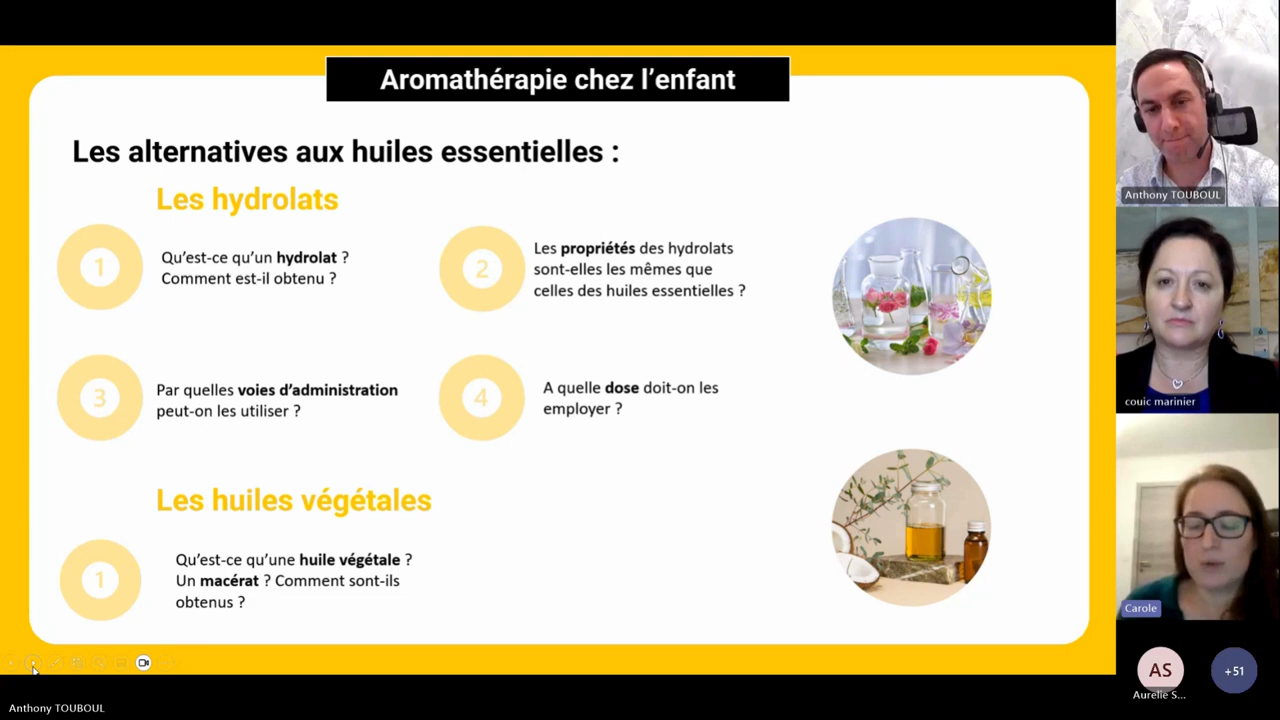 Aromathérapie chez l’enfant
Les alternatives aux huiles essentielles :
Les hydrolats
1
Qu’est-ce qu’un hydrolat ?
Comment est-il obtenu ?
2
Les propriétés des hydrolats
sont-elles les mêmes que
celles des huiles essentielles ?
3
Par quelles voies d’administration
peut-on les utiliser ?
4
A quelle dose doit-on les
employer ?
Les huiles végétales
1
Qu’est-ce qu’une huile végétale ?
Un macérat ? Comment sont-ils
obtenus ?
Anthony TOUBOUL
couic marinier
Carole
AS
Aurelie S...
+51
Anthony TOUBOUL